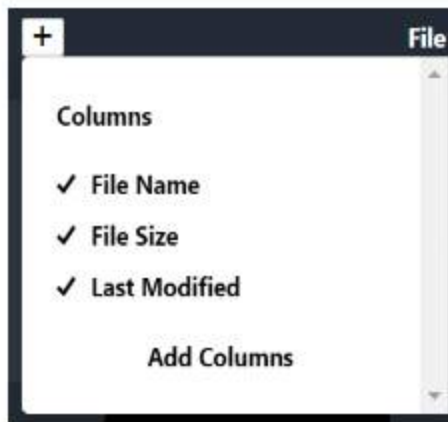 +
File
Columns
✓ File Name
✓ File Size
✓ Last Modified
Add Columns